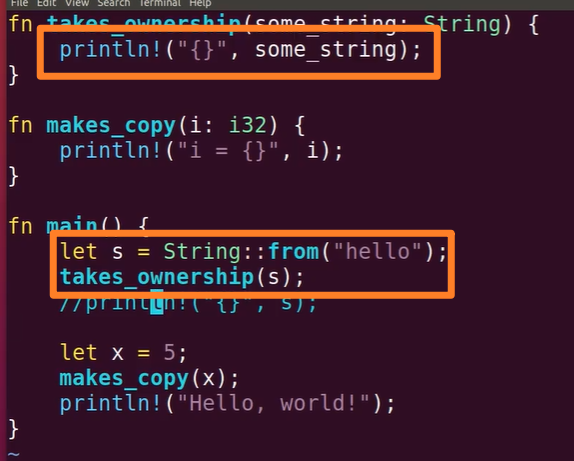 File Edit View Search Terminal Help
fn takes_ownership(some_string: String) {
    println!("{}", some_string);
}

fn makes_copy(i: i32) {
    println!("i = {}", i);
}

fn main() {
    let s = String::from("hello");
    takes_ownership(s);
    //println!("{}", s);

    let x = 5;
    makes_copy(x);
    println!("Hello, world!");
}
~